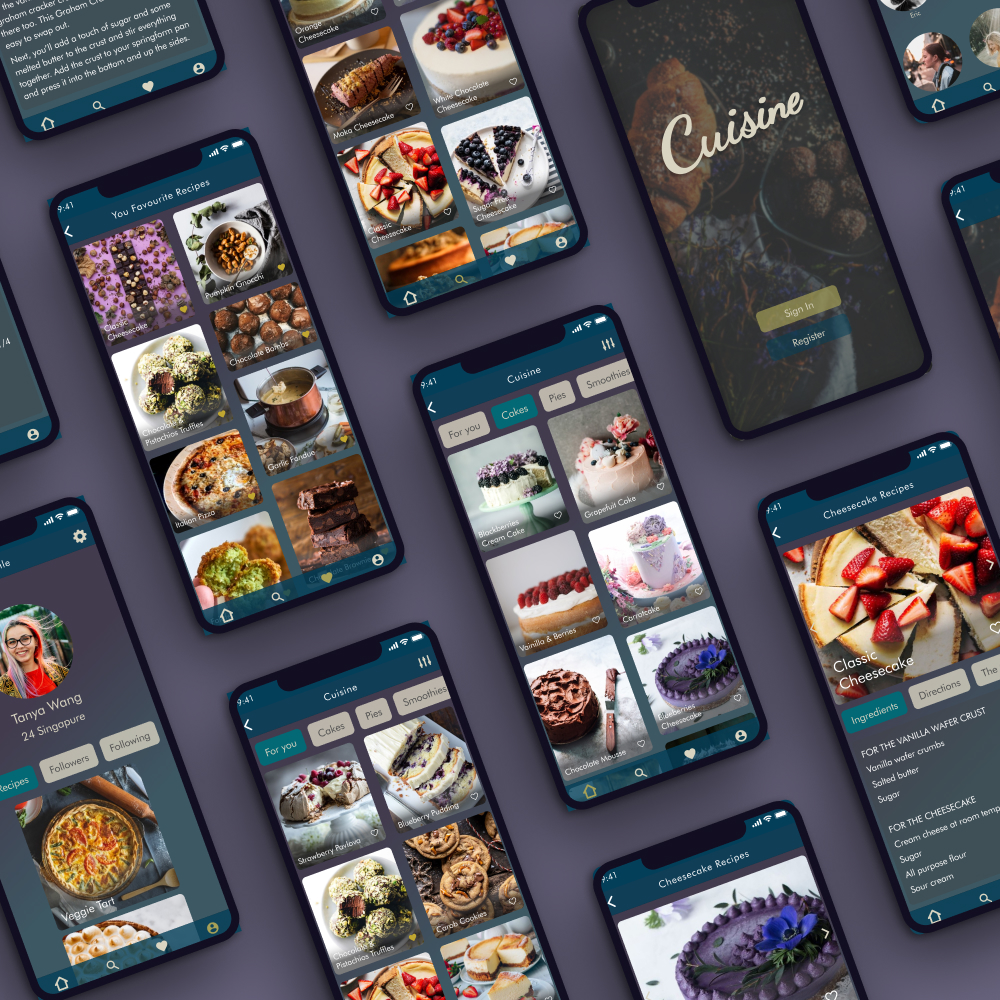 graham cracker
there too. This Graham Crac
easy to swap out.
Next, you'll add a touch of sugar and some
melted butter to the crust and stir everything
together. Add the crust to your springform pan
and press it into the bottom and up the sides.
Orange
Cheesecake
Moka Cheesecake
White Chocolate
Cheesecake
Classic
Cheesecake
Sugar-Free
Cheesecake
Cuisine
Sign In
Register
Eric
9:41
You Favourite Recipes
Classic
Cheesecake
Pumpkin Gnocchi
Chocolate Bombs
Chocolate
Pistachios Truffles
Garlic Fondue
Italian Pizza
Chocolate Brownie
1/4
9:41
Cuisine
For you
Cakes
Pies
Smoothies
Blackberries
Cream Cake
Grapefuit Cake
Vainilla & Berries
Carrotcake
Chocolate Mousse
Blueberries
Cheesecake
9:41
9:41
Cheesecake Recipes
Classic
Cheesecake
Ingredients
Directions
The
FOR THE VANILLA WAFER CRUST
Vanilla wafer crumbs
Salted butter
Sugar
FOR THE CHEESECAKE
Cream cheese at room temp
Sugar
All purpose flour
Sour cream
Tanya Wang
24 Singapure
Recipes
Followers
Following
Veggie Tart
9:41
Cuisine
For you
Cakes
Pies
Smoothies
Strawberry Pavlova
Blueberry Pudding
Chocolate
Pistachios Truffles
Carab Cookies
9:41
Cheesecake Recipes